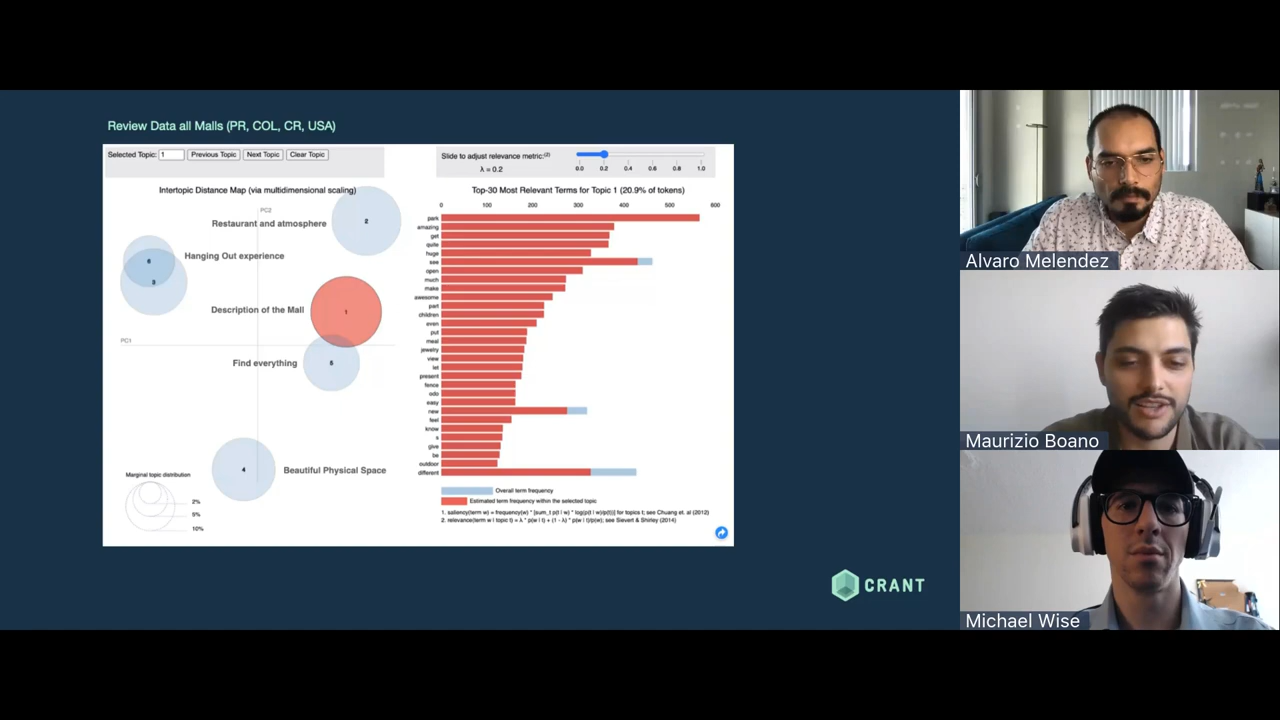 Review Data all Malls (PR, COL, CR, USA)
Selected Topic: 1 Previous Topic Next Topic Clear Topic
Slide to adjust relevance metric:(2)
λ = 0.2
0.0 0.2 0.4 0.6 0.8 1.0
Intertopic Distance Map (via multidimensional scaling)
PC2
PC1
2
Restaurant and atmosphere
6
Hanging Out experience
3
Description of the Mall
1
Find everything
5
4
Beautiful Physical Space
Marginal topic distribution
2%
5%
10%
Top-30 Most Relevant Terms for Topic 1 (20.9% of tokens)
0 100 200 300 400 500 600
park
amazing
get
quite
huge
see
open
much
make
awesome
part
children
even
put
meal
jewelry
view
let
present
fence
odo
easy
new
feel
know
s
give
be
outdoor
different
Overall term frequency
Estimated term frequency within the selected topic
1. saliency(term w) = frequency(w) * [sum_t p(t | w) * log(p(t | w)/p(t))] for topics t; see Chuang et. al (2012)
2. relevance(term w | topic t) = λ * p(w | t) + (1 - λ) * p(w | t)/p(w); see Sievert & Shirley (2014)
CRANT
Alvaro Melendez
Maurizio Boano
Michael Wise